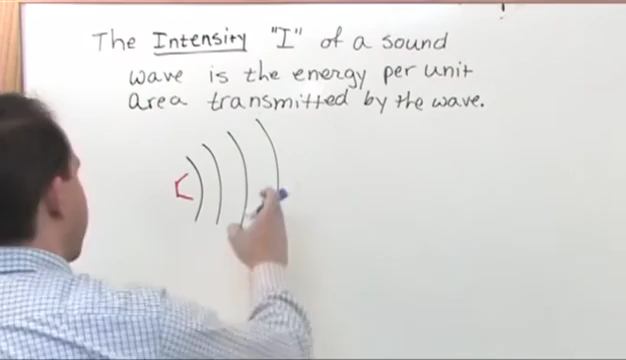 The Intensity "I" of a sound
wave is the energy per unit
area transmitted by the wave.